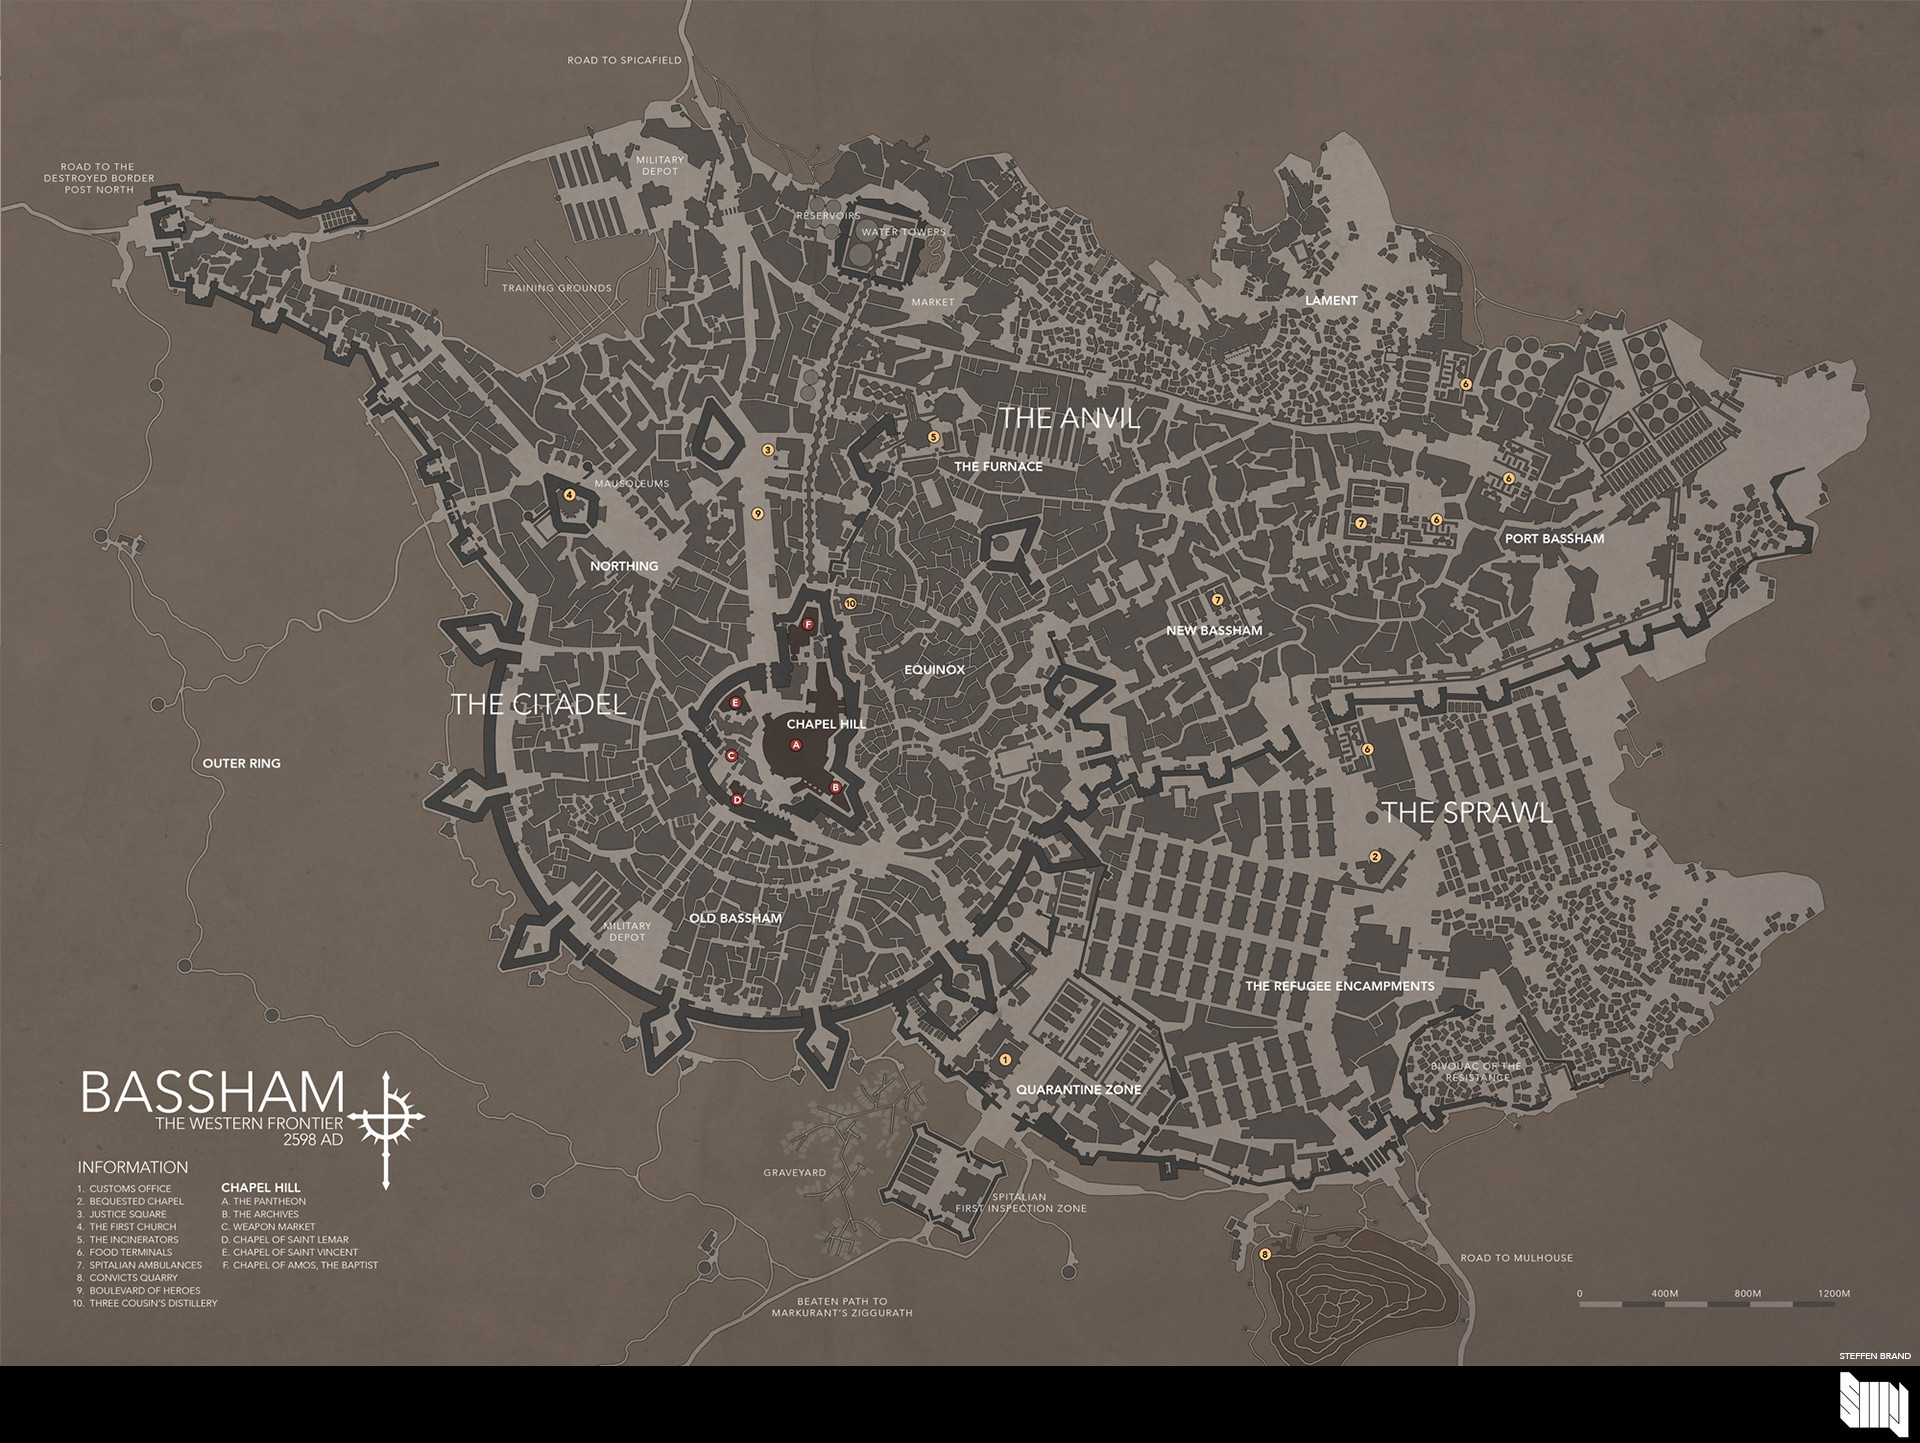 ROAD TO SPICAFIELD
ROAD TO THE
DESTROYED BORDER
POST NORTH
MILITARY
DEPOT
RESERVOIRS
WATER TOWERS
TRAINING GROUNDS
MARKET
LAMENT
6
THE ANVIL
5
3
THE FURNACE
6
MAUSOLEUMS
4
9
7
6
PORT BASSHAM
NORTHING
10
7
F
NEW BASSHAM
EQUINOX
THE CITADEL
E
CHAPEL HILL
A
6
C
OUTER RING
B
D
THE SPRAWL
2
OLD BASSHAM
MILITARY
DEPOT
THE REFUGEE ENCAMPMENTS
1
QUARANTINE ZONE
BIVOUAC OF THE
RESISTANCE
GRAVEYARD
SPITALIAN
FIRST INSPECTION ZONE
8
ROAD TO MULHOUSE
BEATEN PATH TO
MARKURANT'S ZIGGURATH
BASSHAM
THE WESTERN FRONTIER
2598 AD
INFORMATION
1. CUSTOMS OFFICE
2. BEQUESTED CHAPEL
3. JUSTICE SQUARE
4. THE FIRST CHURCH
5. THE INCINERATORS
6. FOOD TERMINALS
7. SPITALIAN AMBULANCES
8. CONVICTS QUARRY
9. BOULEVARD OF HEROES
10. THREE COUSIN'S DISTILLERY
CHAPEL HILL
A. THE PANTHEON
B. THE ARCHIVES
C. WEAPON MARKET
D. CHAPEL OF SAINT LEMAR
E. CHAPEL OF SAINT VINCENT
F. CHAPEL OF AMOS, THE BAPTIST
0 400M 800M 1200M
STEFFEN BRAND